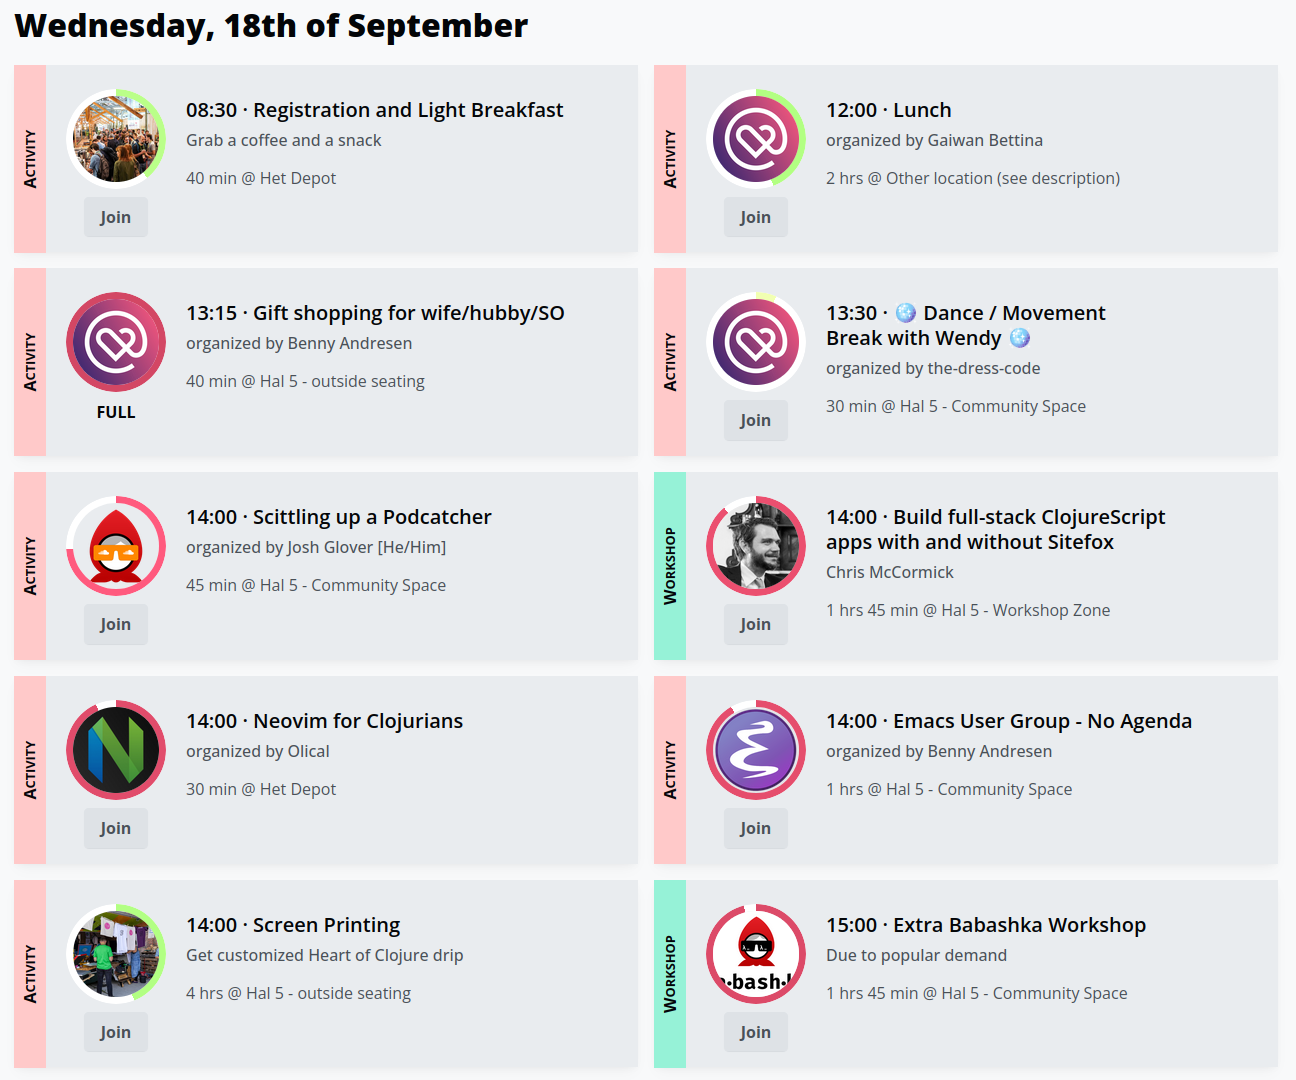 Wednesday, 18th of September
Activity
08:30 · Registration and Light Breakfast
Grab a coffee and a snack
40 min @ Het Depot
Join
Activity
12:00 · Lunch
organized by Gaiwan Bettina
2 hrs @ Other location (see description)
Join
Activity
13:15 · Gift shopping for wife/hubby/SO
organized by Benny Andresen
40 min @ Hal 5 - outside seating
FULL
Activity
13:30 · 🪩 Dance / Movement
Break with Wendy 🪩
organized by the-dress-code
30 min @ Hal 5 - Community Space
Join
Activity
14:00 · Scittling up a Podcatcher
organized by Josh Glover [He/Him]
45 min @ Hal 5 - Community Space
Join
Workshop
14:00 · Build full-stack ClojureScript
apps with and without Sitefox
Chris McCormick
1 hrs 45 min @ Hal 5 - Workshop Zone
Join
Activity
14:00 · Neovim for Clojurians
organized by Olical
30 min @ Het Depot
Join
Activity
14:00 · Emacs User Group - No Agenda
organized by Benny Andresen
1 hrs @ Hal 5 - Community Space
Join
Activity
14:00 · Screen Printing
Get customized Heart of Clojure drip
4 hrs @ Hal 5 - outside seating
Join
Workshop
·bash·
15:00 · Extra Babashka Workshop
Due to popular demand
1 hrs 45 min @ Hal 5 - Community Space
Join